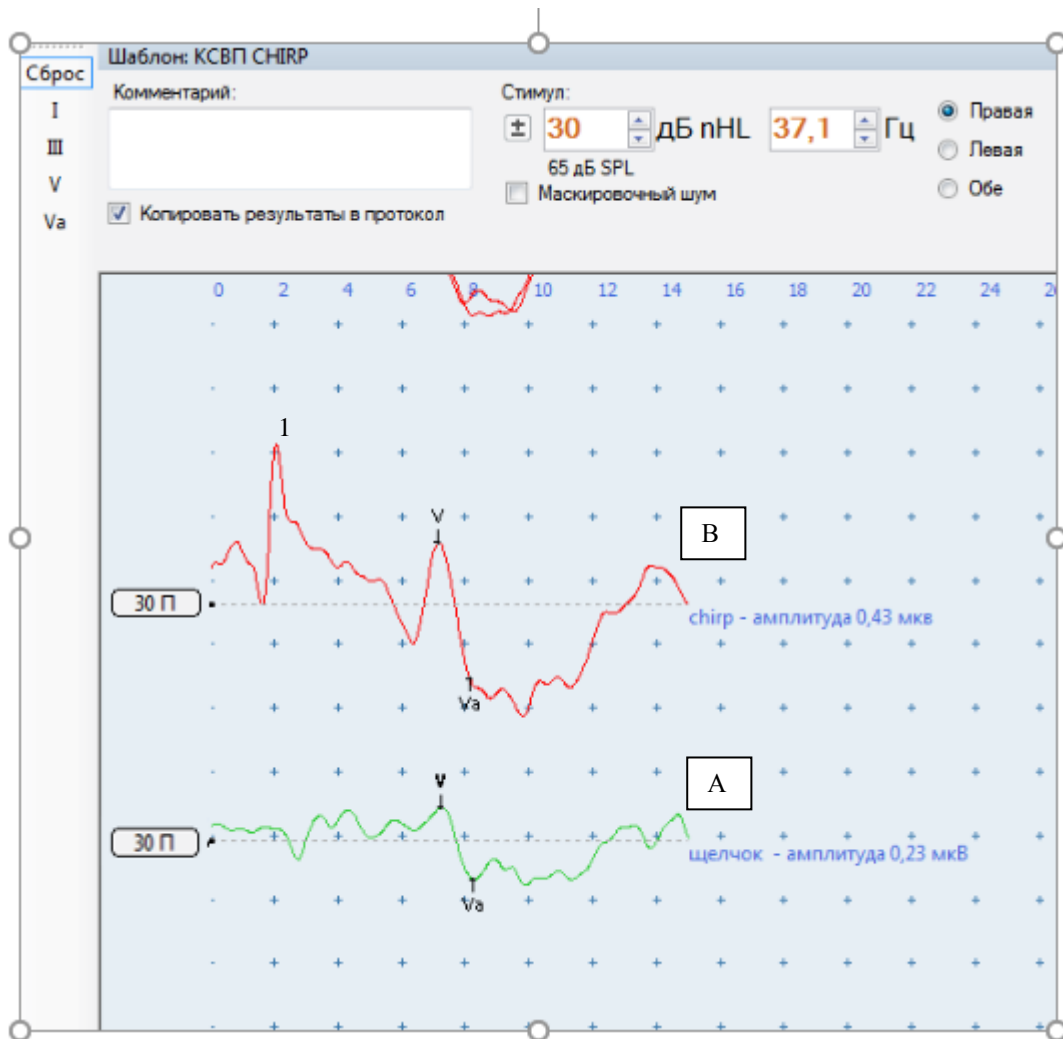 Шаблон: КСВП CHIRP
Сброс
I
III
V
Va
Комментарий:
Копировать результаты в протокол
Стимул:
± 30 дБ nHL 37,1 Гц
65 дБ SPL
Маскировочный шум
Правая
Левая
Обе
0 2 4 6 8 10 12 14 16 18 20 22 24
1
V
B
30 П
chirp - амплитуда 0,43 мкв
Va
V
A
30 П
щелчок - амплитуда 0,23 мкВ
Va